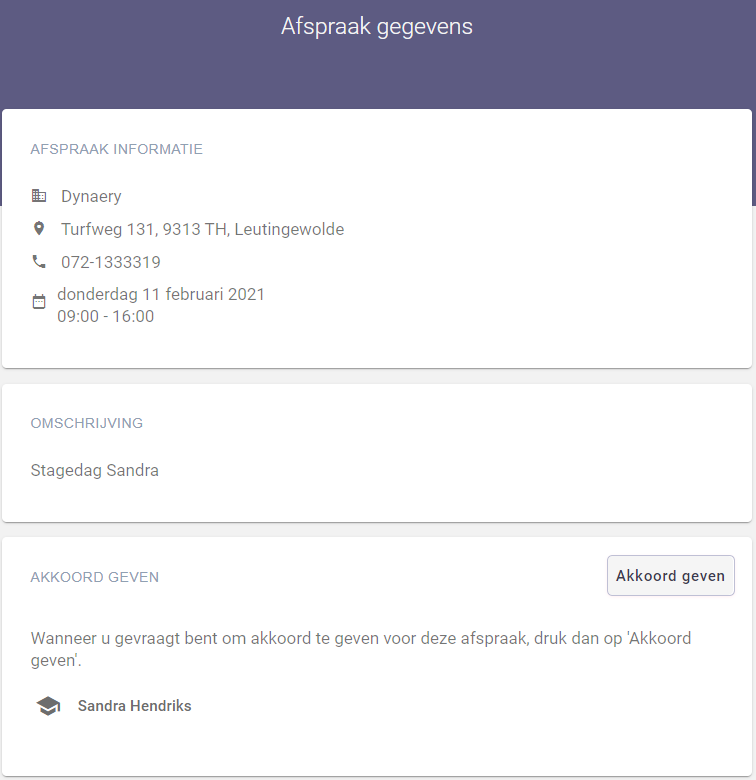 Afspraak gegevens
AFSPRAAK INFORMATIE
Dynaery
Turfweg 131, 9313 TH, Leutingewolde
072-1333319
donderdag 11 februari 2021
09:00 - 16:00
OMSCHRIJVING
Stagedag Sandra
AKKOORD GEVEN
Akkoord geven
Wanneer u gevraagt bent om akkoord te geven voor deze afspraak, druk dan op 'Akkoord
geven'.
Sandra Hendriks